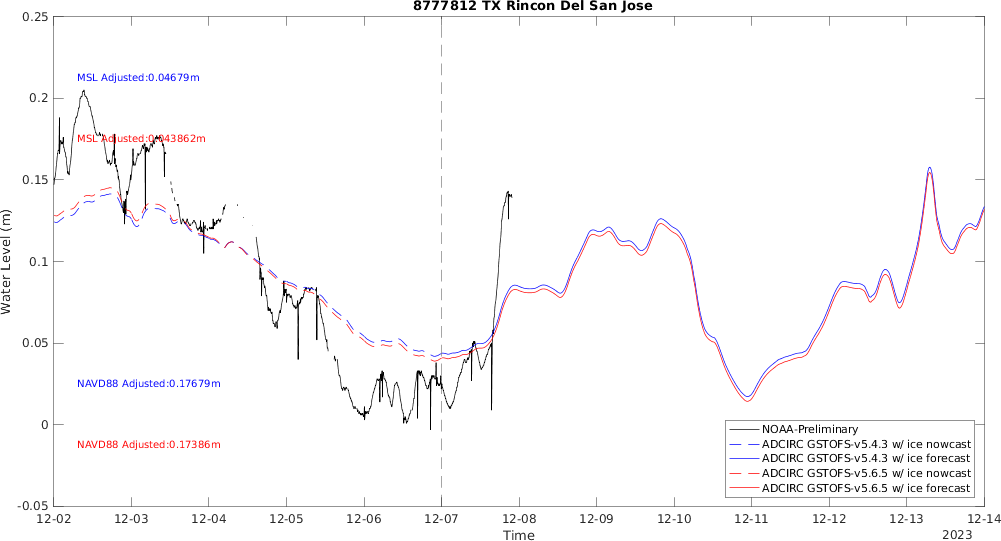 8777812 TX Rincon Del San Jose
0.25
MSL Adjusted:0.04679m
0.2
MSL Adjusted:0.043862m
0.15
Water Level (m)
0.1
0.05
NAVD88 Adjusted:0.17679m
0
NAVD88 Adjusted:0.17386m
NOAA-Preliminary
ADCIRC GSTOFS-v5.4.3 w/ ice nowcast
ADCIRC GSTOFS-v5.4.3 w/ ice forecast
ADCIRC GSTOFS-v5.6.5 w/ ice nowcast
ADCIRC GSTOFS-v5.6.5 w/ ice forecast
-0.05
12-02 12-03 12-04 12-05 12-06 12-07 12-08 12-09 12-10 12-11 12-12 12-13 12-14
Time
2023